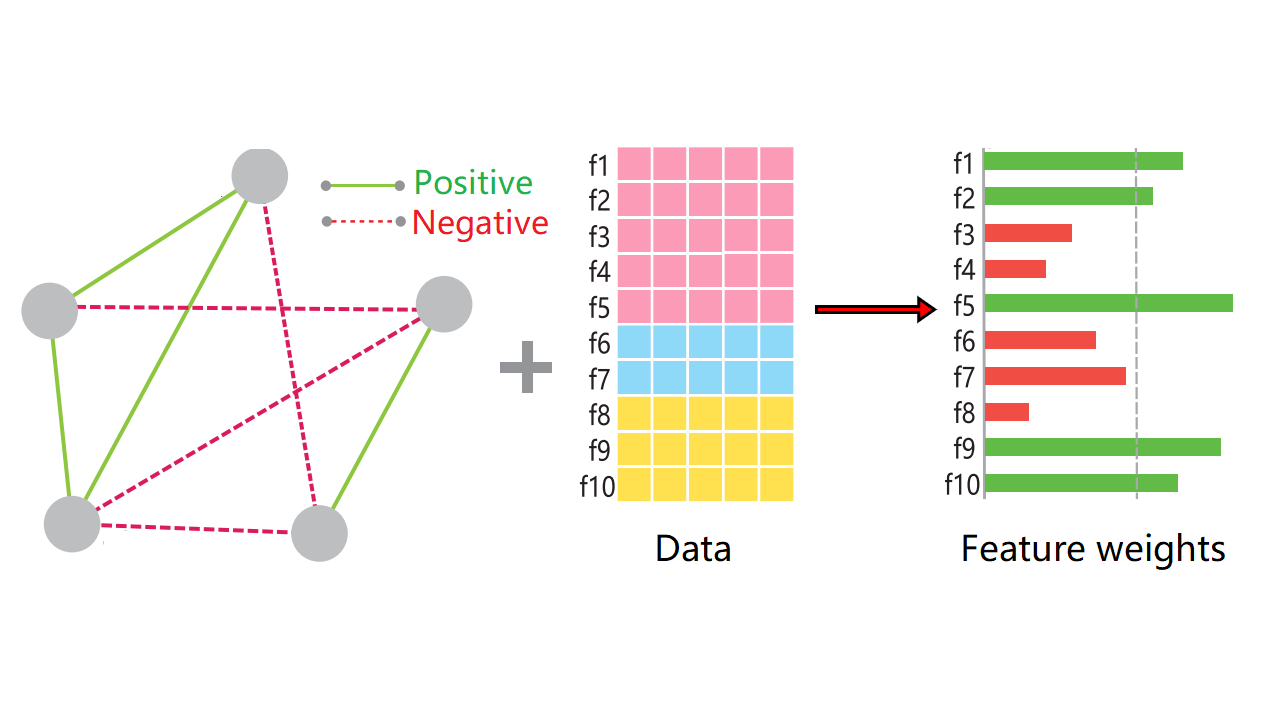 Positive
Negative
f1
f2
f3
f4
f5
f6
f7
f8
f9
f10
Data
f1
f2
f3
f4
f5
f6
f7
f8
f9
f10
Feature weights